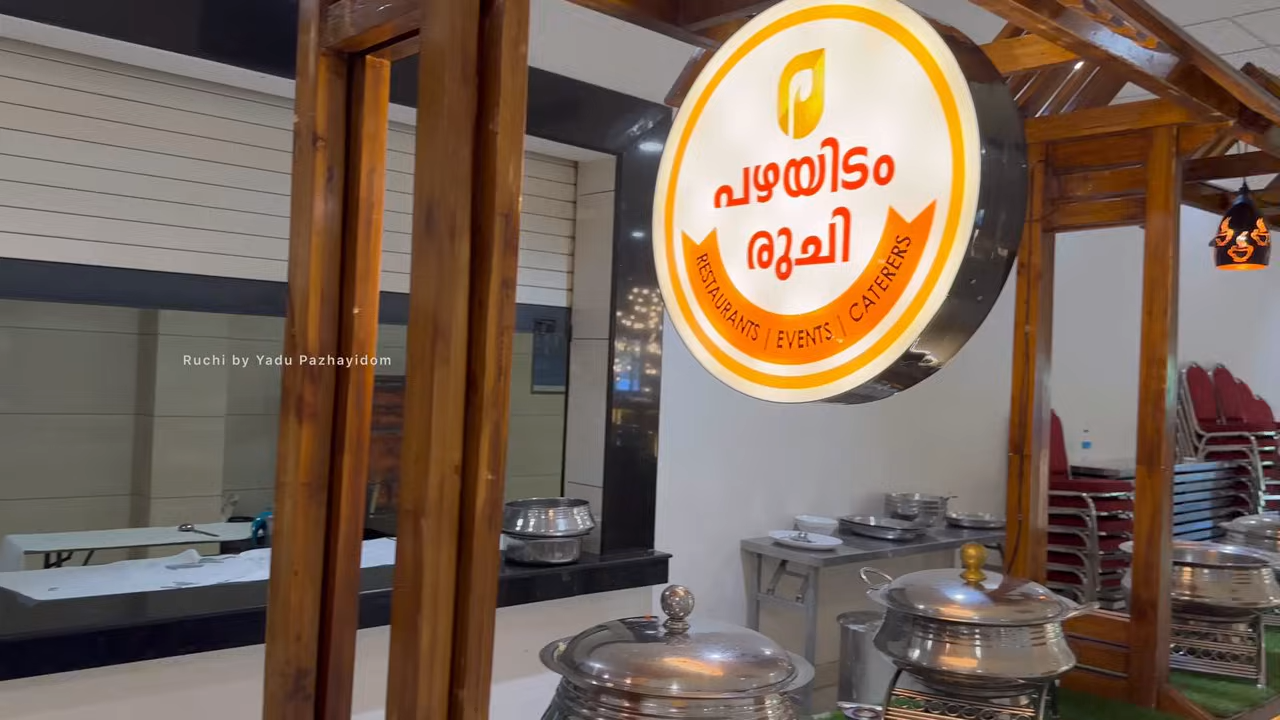 പഴയിടം
രുചി
RESTAURANTS | EVENTS | CATERERS
Ruchi by Yadu Pazhayidom